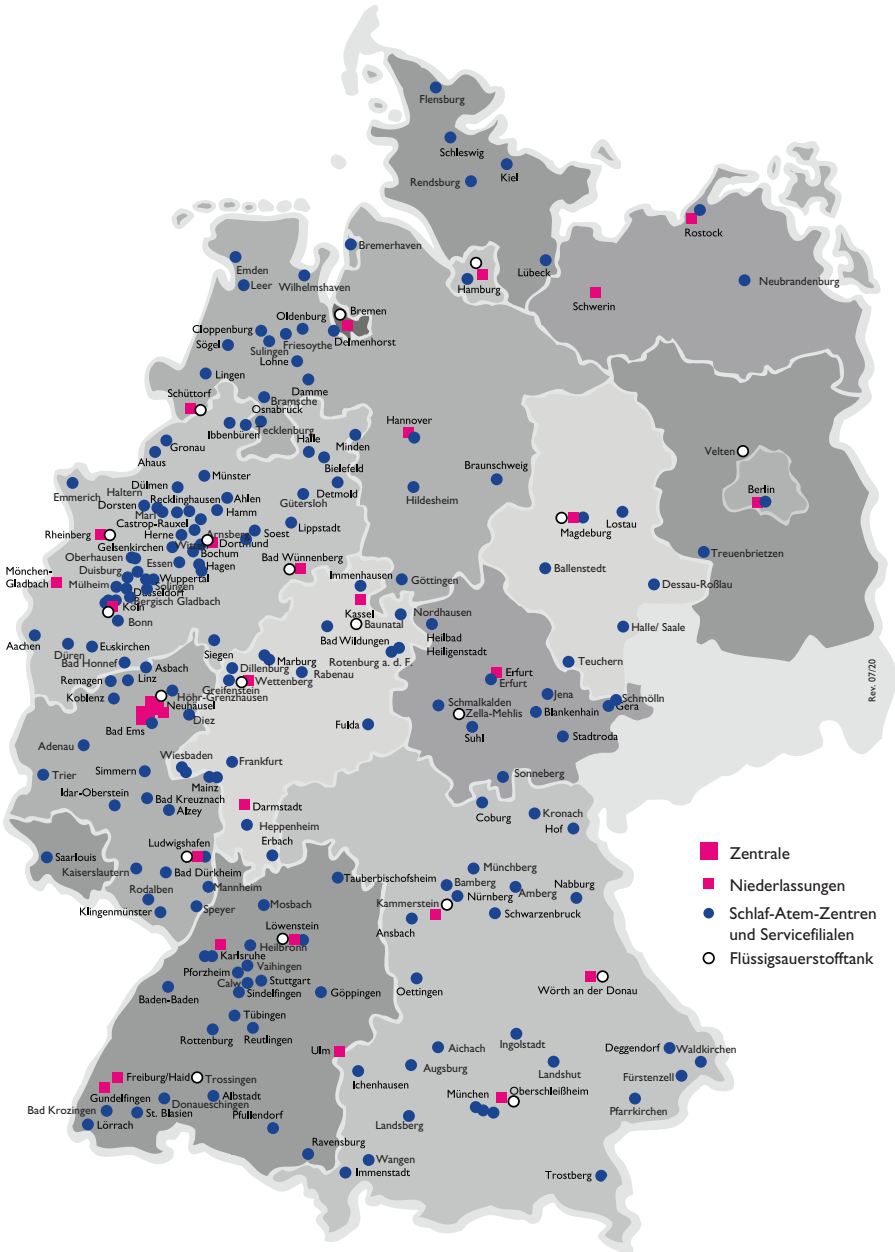 Flensburg
Schleswig
Kiel
Rendsburg
Rostock
Bremerhaven
Emden
Leer
Wilhelmshaven
Hamburg
Lübeck
Neubrandenburg
Schwerin
Bremen
Oldenburg
Cloppenburg
Delmenhorst
Friesoythe
Sögel
Sulingen
Lohne
Lingen
Damme
Schüttorf
Bramsche
Osnabrück
Tecklenburg
Ibbenbüren
Hannover
Gronau
Halle
Minden
Velten
Ahaus
Bielefeld
Braunschweig
Münster
Detmold
Berlin
Emmerich
Dülmen
Haltern
Recklinghausen
Ahlen
Gütersloh
Hildesheim
Dorsten
Marl
Hamm
Castrop-Rauxel
Lippstadt
Magdeburg
Lostau
Rheinberg
Herne
Arnsberg
Soest
Gelsenkirchen
Witten
Dortmund
Treuenbrietzen
Oberhausen
Bochum
Bad Wünnenberg
Essen
Hagen
Ballenstedt
Mönchen-
Gladbach
Duisburg
Wuppertal
Immenhausen
Göttingen
Dessau-Roßlau
Mülheim
Solingen
Düsseldorf
Bergisch Gladbach
Köln
Kassel
Nordhausen
Bonn
Baunatal
Halle/ Saale
Aachen
Düren
Euskirchen
Bad Wildungen
Heilbad
Heiligenstadt
Siegen
Bad Honnef
Asbach
Marburg
Rotenburg a. d. F.
Teuchern
Dillenburg
Rabenau
Erfurt
Erfurt
Remagen
Linz
Wettenberg
Greifenstein
Koblenz
Höhr-Grenzhausen
Neuhäusel
Jena
Schmölln
Schmalkalden
Gera
Zella-Mehlis
Blankenhain
Diez
Bad Ems
Fulda
Suhl
Stadtroda
Adenau
Wiesbaden
Frankfurt
Trier
Simmern
Mainz
Sonneberg
Idar-Oberstein
Bad Kreuznach
Darmstadt
Alzey
Coburg
Kronach
Heppenheim
Hof
Ludwigshafen
Erbach
Saarlouis
Kaiserslautern
Bad Dürkheim
Tauberbischofsheim
Münchberg
Rodalben
Mannheim
Bamberg
Amberg
Nabburg
Mosbach
Kammerstein
Nürnberg
Klingenmünster
Speyer
Ansbach
Schwarzenbruck
Löwenstein
Heilbronn
Karlsruhe
Vaihingen
Pforzheim
Stuttgart
Calw
Baden-Baden
Sindelfingen
Göppingen
Oettingen
Wörth an der Donau
Tübingen
Rottenburg
Reutlingen
Ulm
Aichach
Ingolstadt
Deggendorf
Waldkirchen
Augsburg
Ichenhausen
Landshut
Fürstenzell
Freiburg/Haid
Trossingen
Gundelfingen
Albstadt
München
Oberschleißheim
Pfarrkirchen
Bad Krozingen
St. Blasien
Donaueschingen
Lörrach
Pfullendorf
Landsberg
Ravensburg
Wangen
Immenstadt
Trostberg
Zentrale
Niederlassungen
Schlaf-Atem-Zentren
und Servicefilialen
Flüssigsauerstofftank
Rev. 07/20